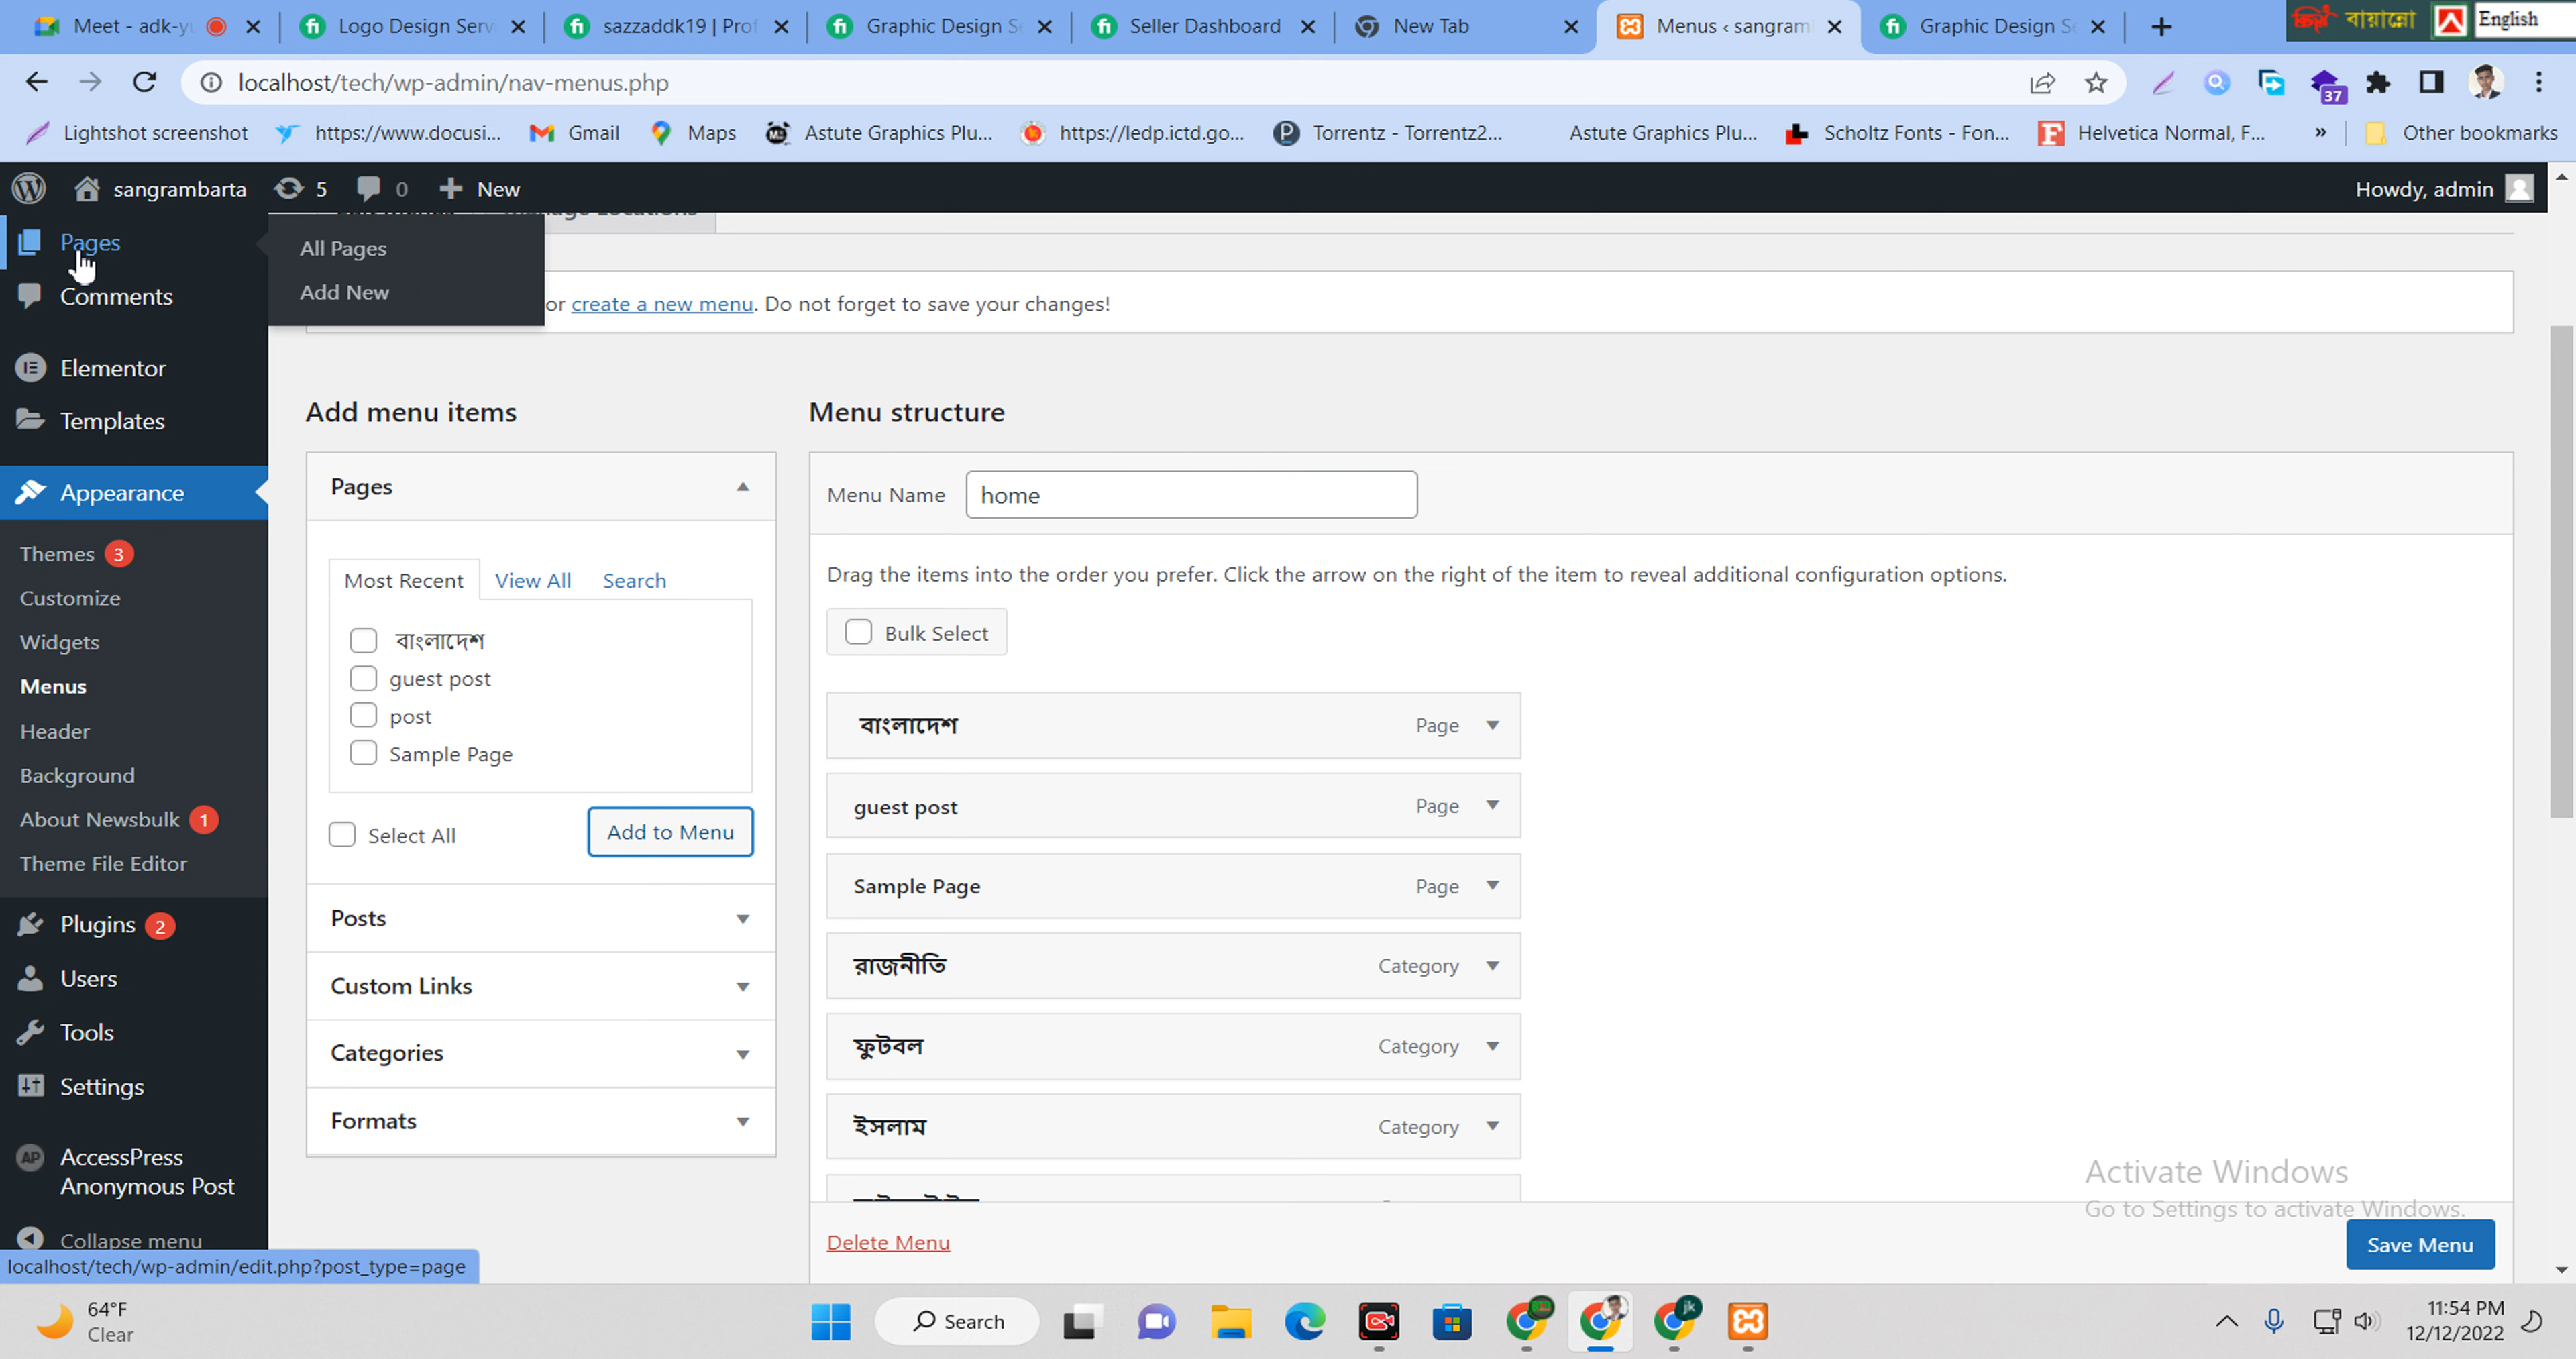 Meet - adk-yu
Logo Design Servi
sazzaddk19 | Prof
Graphic Design Se
Seller Dashboard
New Tab
Menus ‹ sangramb
Graphic Design Se
বায়ান্নো
English
localhost/tech/wp-admin/nav-menus.php
37
Lightshot screenshot
https://www.docusi...
Gmail
Maps
Astute Graphics Plu...
https://ledp.ictd.go...
Torrentz - Torrentz2...
Astute Graphics Plu...
Scholtz Fonts - Fon...
Helvetica Normal, F...
»
Other bookmarks
sangrambarta
5
0
New
Howdy, admin
Pages
All Pages
Add New
Comments
or create a new menu. Do not forget to save your changes!
Elementor
Templates
Appearance
Themes 3
Customize
Widgets
Menus
Header
Background
About Newsbulk 1
Theme File Editor
Plugins 2
Users
Tools
Settings
AccessPress
Anonymous Post
Collapse menu
Add menu items
Pages
Most Recent
View All
Search
বাংলাদেশ
guest post
post
Sample Page
Select All
Add to Menu
Posts
Custom Links
Categories
Formats
Menu structure
Menu Name
home
Drag the items into the order you prefer. Click the arrow on the right of the item to reveal additional configuration options.
Bulk Select
বাংলাদেশ Page
guest post Page
Sample Page Page
রাজনীতি Category
ফুটবল Category
ইসলাম Category
Activate Windows
Go to Settings to activate Windows.
Delete Menu
Save Menu
localhost/tech/wp-admin/edit.php?post_type=page
64°F
Clear
Search
jk
11:54 PM
12/12/2022